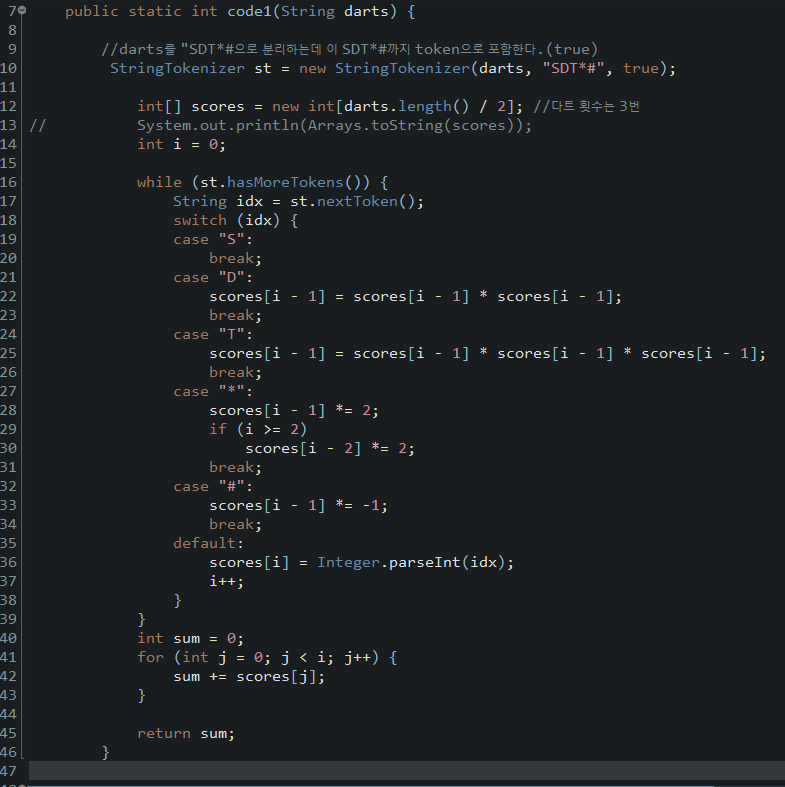 7 public static int code1(String darts) {
8
9 //darts를 "SDT*#으로 분리하는데 이 SDT*#까지 token으로 포함한다.(true)
10 StringTokenizer st = new StringTokenizer(darts, "SDT*#", true);
11
12 int[] scores = new int[darts.length() / 2]; //다트 횟수는 3번
13 // System.out.println(Arrays.toString(scores));
14 int i = 0;
15
16 while (st.hasMoreTokens()) {
17 String idx = st.nextToken();
18 switch (idx) {
19 case "S":
20 break;
21 case "D":
22 scores[i - 1] = scores[i - 1] * scores[i - 1];
23 break;
24 case "T":
25 scores[i - 1] = scores[i - 1] * scores[i - 1] * scores[i - 1];
26 break;
27 case "*":
28 scores[i - 1] *= 2;
29 if (i >= 2)
30 scores[i - 2] *= 2;
31 break;
32 case "#":
33 scores[i - 1] *= -1;
34 break;
35 default:
36 scores[i] = Integer.parseInt(idx);
37 i++;
38 }
39 }
40 int sum = 0;
41 for (int j = 0; j < i; j++) {
42 sum += scores[j];
43 }
44
45 return sum;
46 }
47